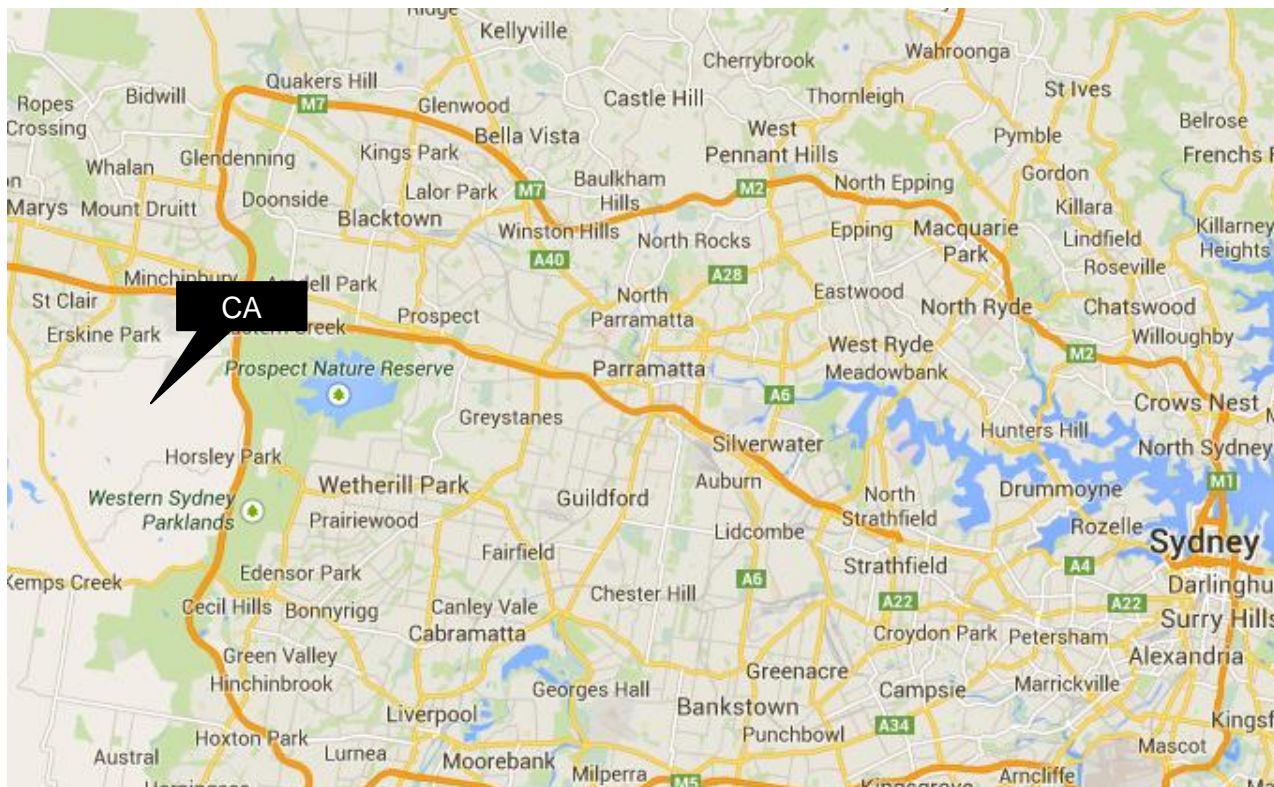 Kellyville
Cherrybrook
Wahroonga
Quakers Hill
M7
Ropes
Crossing
Bidwill
Glenwood
Castle Hill
Thornleigh
St Ives
Belrose
Bella Vista
West
Pennant Hills
Pymble
Whalan
Glendenning
Kings Park
Gordon
Marys
Mount Druitt
Doonside
Lalor Park
M7
Baulkham
Hills
M2
North Epping
Blacktown
Killara
Winston Hills
North Rocks
Epping
Macquarie
Park
Lindfield
Killarney
Heights
A40
A28
Roseville
Minchinbury
St Clair
CA
North
Parramatta
Eastwood
North Ryde
Chatswood
Erskine Park
Prospect
West Ryde
Willoughby
M2
Prospect Nature Reserve
Parramatta
Meadowbank
A6
Crows Nest
Greystanes
Silverwater
Hunters Hill
North Sydney
Horsley Park
Auburn
M1
Western Sydney
Parklands
Wetherill Park
Guildford
North
Strathfield
Drummoyne
Prairiewood
Lidcombe
Rozelle
Sydney
Fairfield
Strathfield
A4
Kemps Creek
Edensor Park
Chester Hill
A6
Cecil Hills
Bonnyrigg
Canley Vale
A22
A22
Cabramatta
Croydon Park
Petersham
Surry Hills
Green Valley
Hinchinbrook
Greenacre
Alexandria
Georges Hall
Campsie
Marrickville
Liverpool
Bankstown
Punchbowl
A34
Hoxton Park
Mascot
Austral
Lurnea
Moorebank
Milperra
M5
Arncliffe